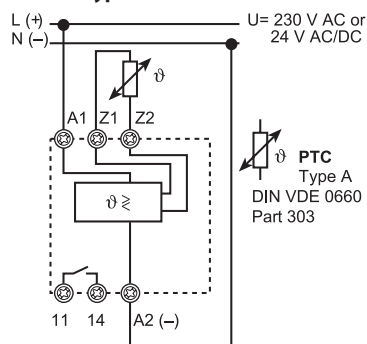 L (+)
U= 230 V AC or
N (–)
24 V AC/DC
ϑ
A1 Z1 Z2
ϑ PTC
Type A
DIN VDE 0660
Part 303
ϑ ≷
11 14 A2 (–)